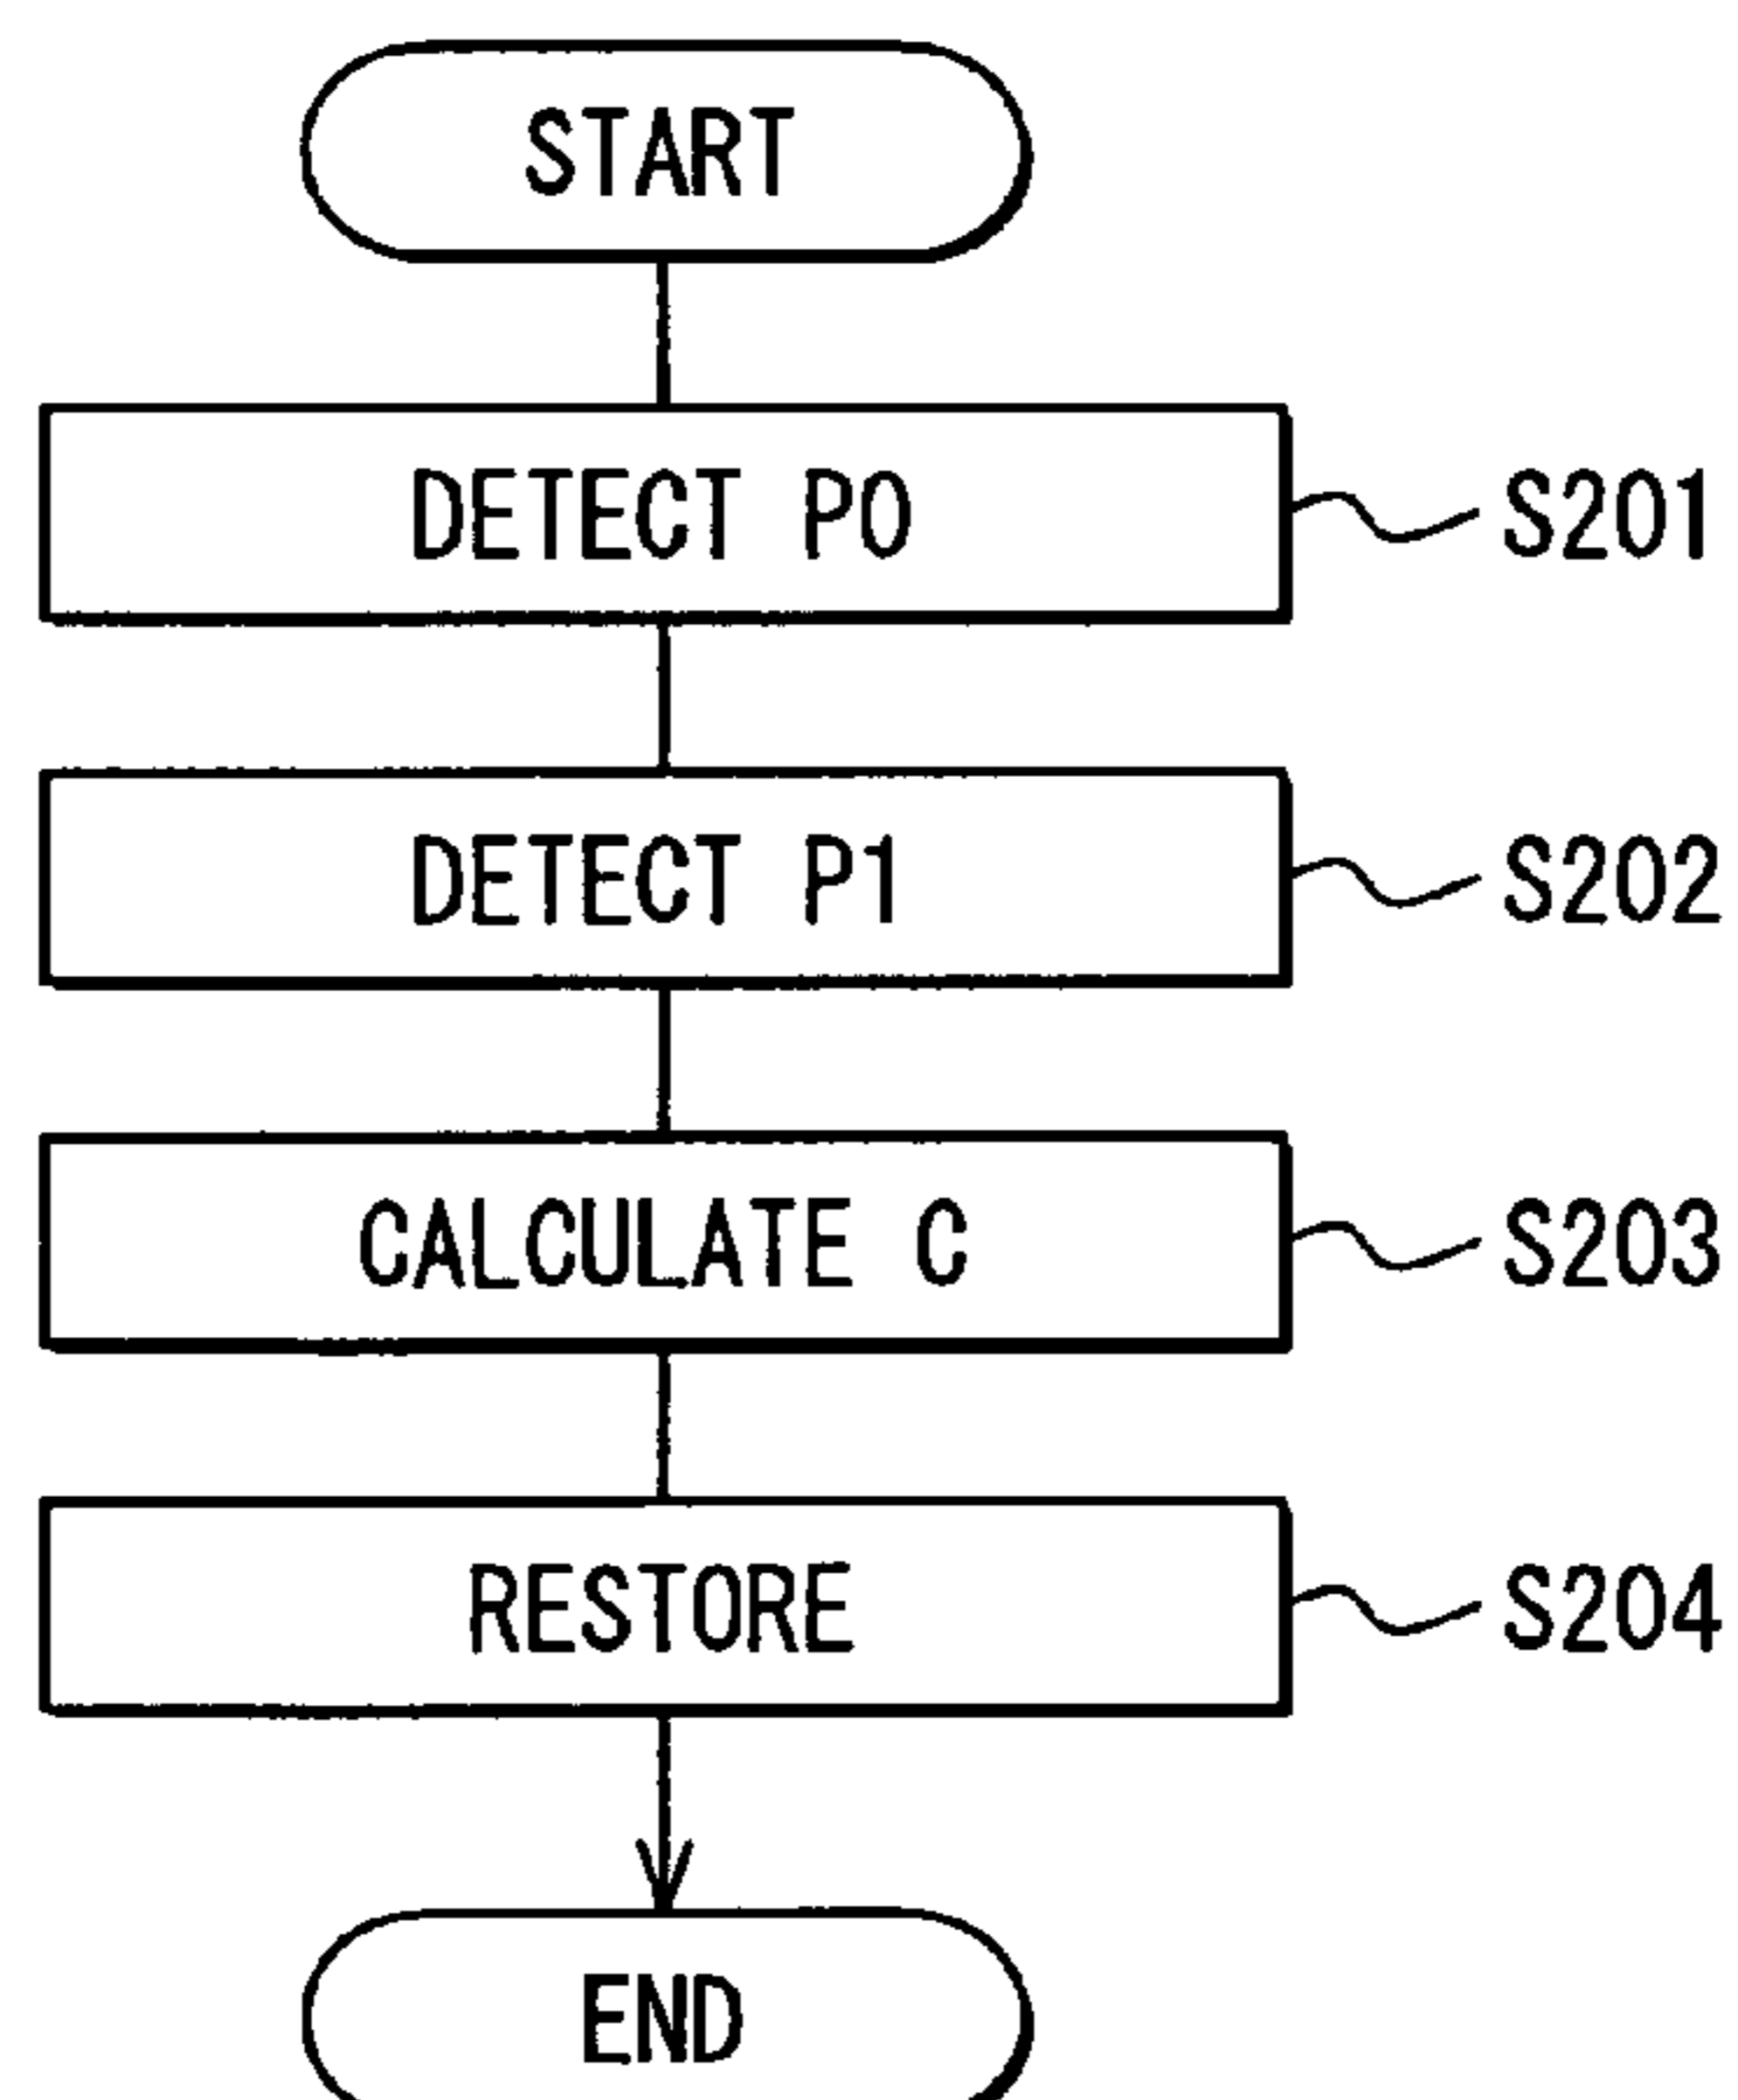 START
DETECT P0 S201
DETECT P1 S202
CALCULATE C S203
RESTORE S204
END